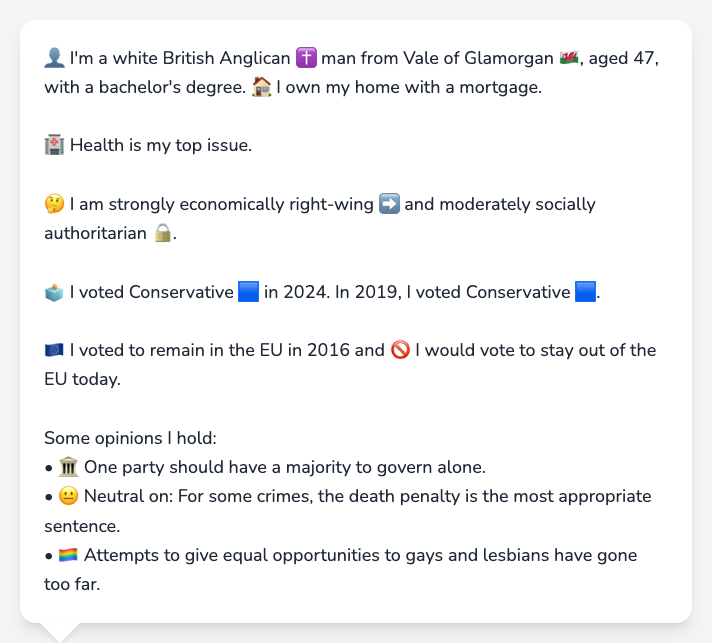 👤 I'm a white British Anglican ✝️ man from Vale of Glamorgan 🏴󠁧󠁢󠁷󠁬󠁳󠁿, aged 47,
with a bachelor's degree. 🏠 I own my home with a mortgage.
🏥 Health is my top issue.
🤔 I am strongly economically right-wing ➡️ and moderately socially
authoritarian 🔒.
🗳️ I voted Conservative 🟦 in 2024. In 2019, I voted Conservative 🟦.
🇪🇺 I voted to remain in the EU in 2016 and 🚫 I would vote to stay out of the
EU today.
Some opinions I hold:
• 🏛️ One party should have a majority to govern alone.
• 😐 Neutral on: For some crimes, the death penalty is the most appropriate
sentence.
• 🏳️‍🌈 Attempts to give equal opportunities to gays and lesbians have gone
too far.